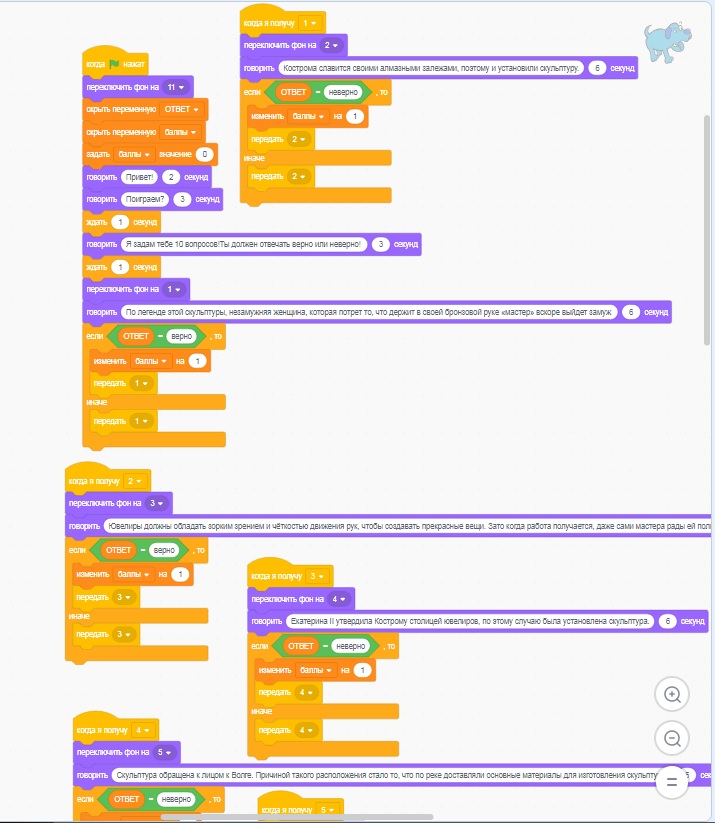 когда я получу 1
переключить фон на 2
говорить Кострома славится своими алмазными залежами, поэтому и установили скульптуру. 6 секунд
если ОТВЕТ = неверно , то
изменить баллы на 1
передать 2
иначе
передать 2
когда нажат
переключить фон на 11
скрыть переменную ОТВЕТ
скрыть переменную баллы
задать баллы значение 0
говорить Привет! 2 секунд
говорить Поиграем? 3 секунд
ждать 1 секунд
говорить Я задам тебе 10 вопросов!Ты должен отвечать верно или неверно! 3 секунд
ждать 1 секунд
переключить фон на 1
говорить По легенде этой скульптуры, незамужняя женщина, которая потрет то, что держит в своей бронзовой руке «мастер» вскоре выйдет замуж 6 секунд
если ОТВЕТ = верно , то
изменить баллы на 1
передать 1
иначе
передать 1
когда я получу 2
переключить фон на 3
говорить Ювелиры должны обладать зорким зрением и чёткостью движения рук, чтобы создавать прекрасные вещи. Зато когда работа получается, даже сами мастера рады ей
если ОТВЕТ = верно , то
изменить баллы на 1
передать 3
иначе
передать 3
когда я получу 3
переключить фон на 4
говорить Екатерина II утвердила Кострому столицей ювелиров, по этому случаю была установлена скульптура. 6 секунд
если ОТВЕТ = неверно , то
изменить баллы на 1
передать 4
иначе
передать 4
когда я получу 4
переключить фон на 5
говорить Скульптура обращена к лицом к Волге. Причиной такого расположения стало то, что по реке доставляли основные материалы для изготовления
если ОТВЕТ = неверно , то
когда я получу 5